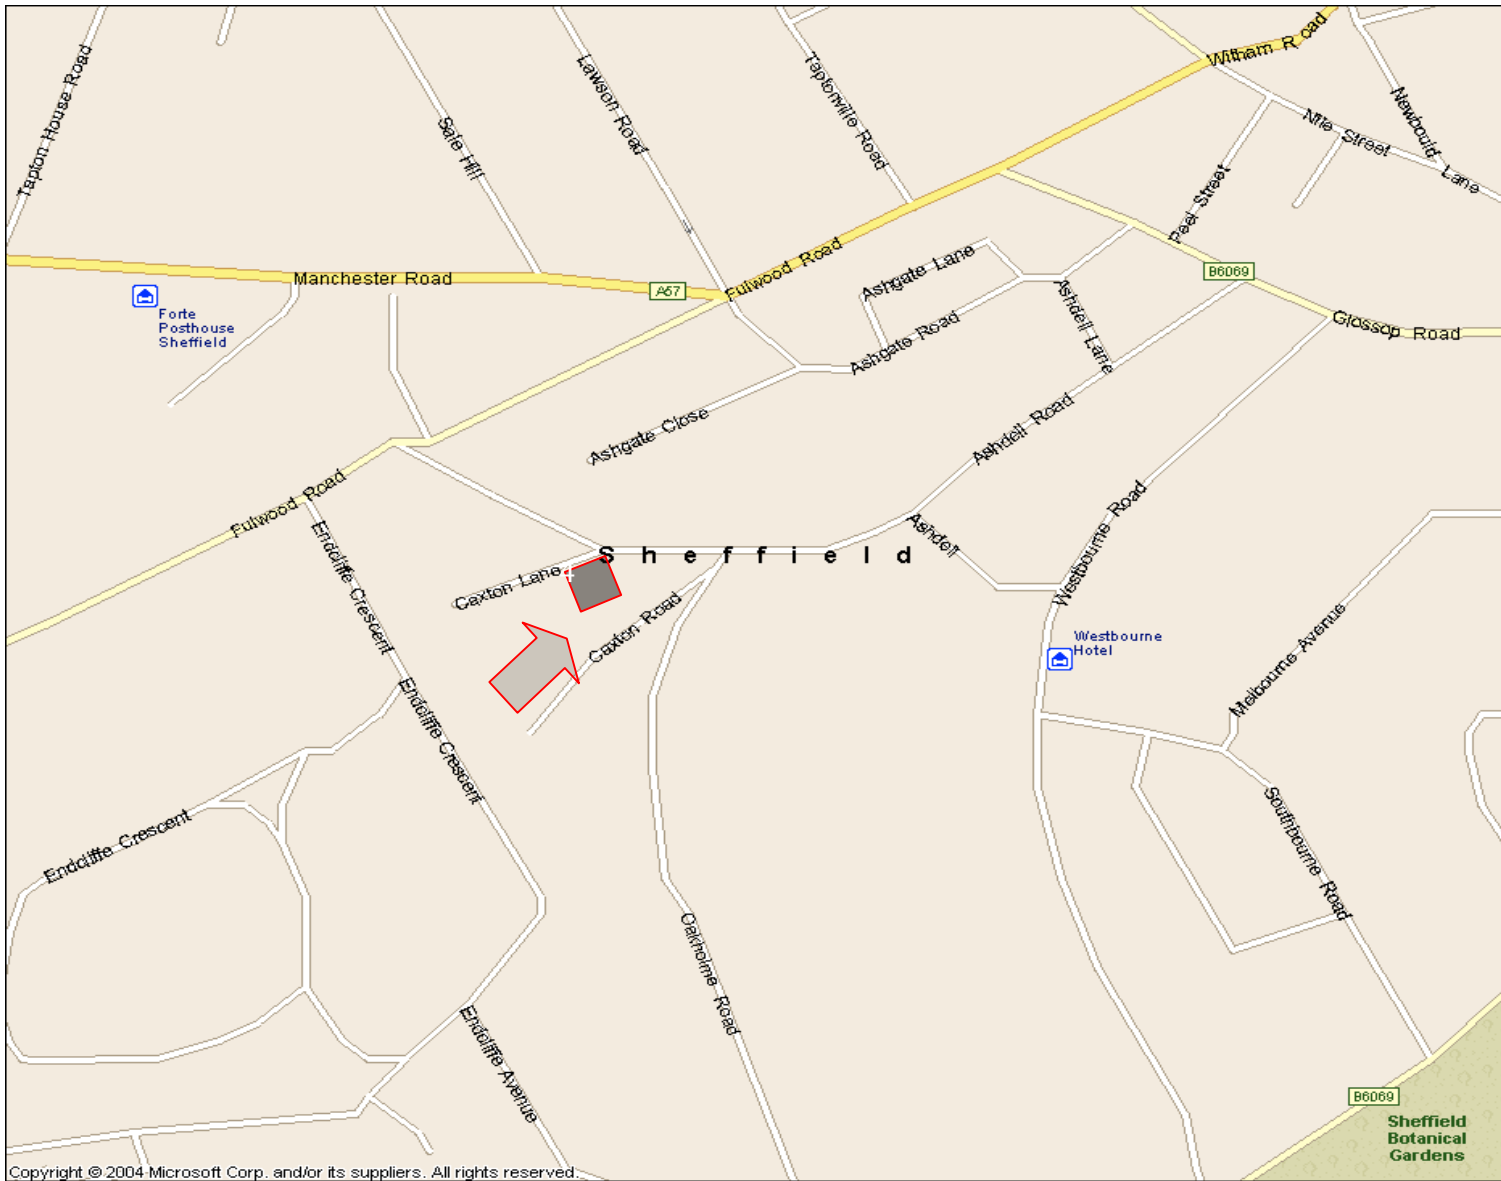 Witham Road
Tapton House Road
Sale Hill
Lawson Road
Taptonville Road
Newbould Lane
Nile Street
Peel Street
Fulwood Road
Ashgate Lane
B6069
Manchester Road
A57
Forte
Posthouse
Sheffield
Ashgate Road
Ashdell Lane
Glossop Road
Ashgate Close
Ashdell Road
Fulwood Road
Endcliffe Crescent
Westbourne Road
Ashdell
Sheffield
Caxton Lane
Caxton Road
Westbourne
Hotel
Melbourne Avenue
Endcliffe Crescent
Endcliffe Crescent
Southbourne Road
Oakholme Road
Endcliffe Avenue
B6069
Sheffield
Botanical
Gardens
Copyright © 2004 Microsoft Corp. and/or its suppliers. All rights reserved.